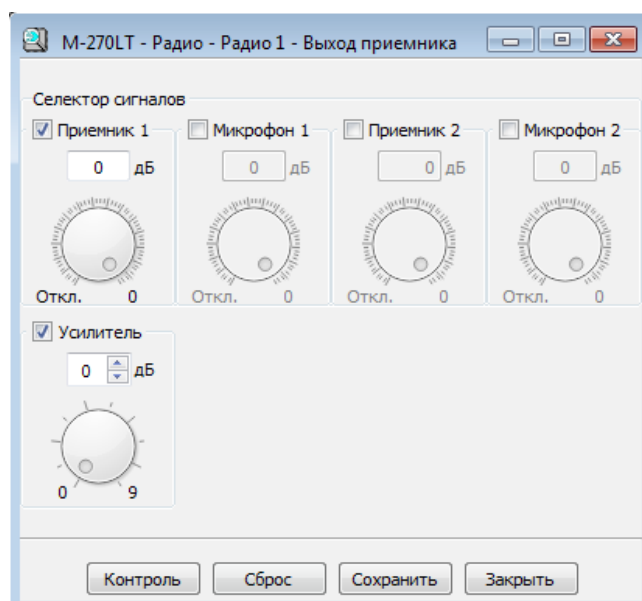 M-270LT - Радио - Радио 1 - Выход приемника
Селектор сигналов
Приемник 1 Микрофон 1 Приемник 2 Микрофон 2
0 дБ 0 дБ 0 дБ 0 дБ
Откл. 0 Откл. 0 Откл. 0 Откл. 0
Усилитель
0 дБ
0 9
Контроль Сброс Сохранить Закрыть